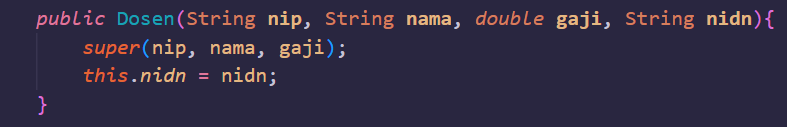 public Dosen(String nip, String nama, double gaji, String nidn){
super(nip, nama, gaji);
this.nidn = nidn;
}